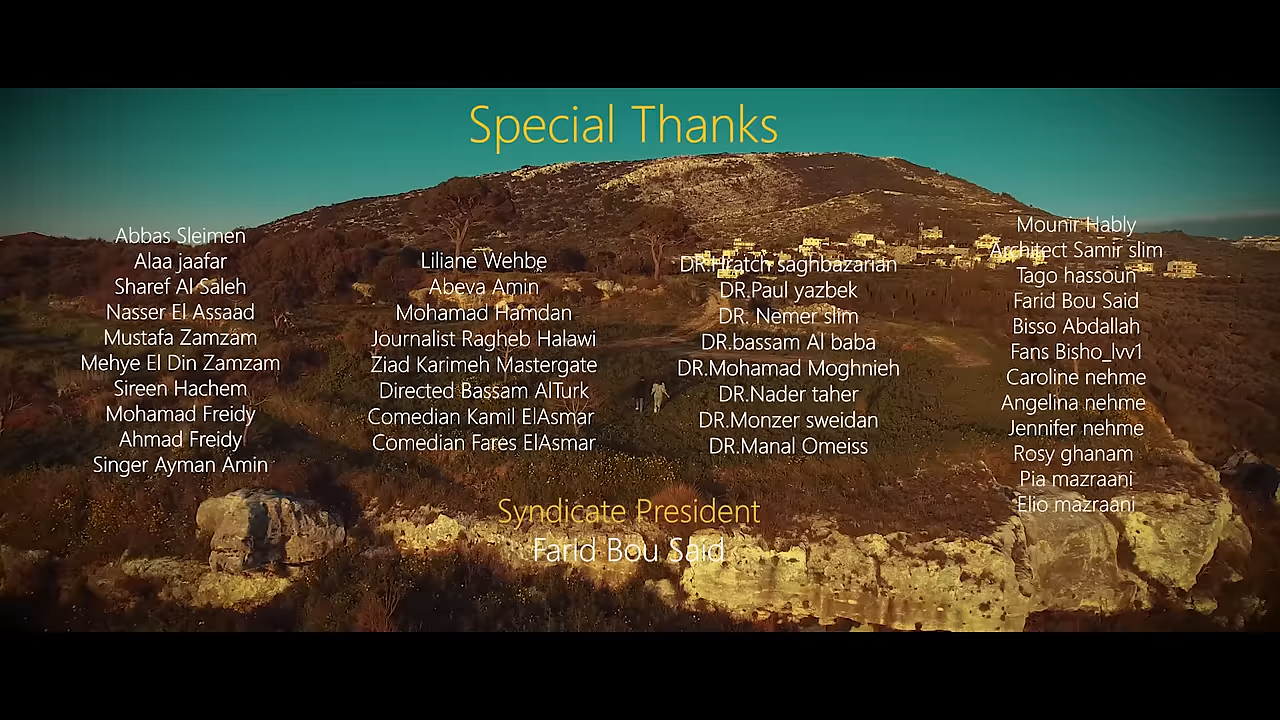 Special Thanks
Abbas Sleimen
Alaa jaafar
Sharef Al Saleh
Nasser El Assaad
Mustafa Zamzam
Mehye El Din Zamzam
Sireen Hachem
Mohamad Freidy
Ahmad Freidy
Singer Ayman Amin
Liliane Wehbe
Abeva Amin
Mohamad Hamdan
Journalist Ragheb Halawi
Ziad Karimeh Mastergate
Directed Bassam AlTurk
Comedian Kamil ElAsmar
Comedian Fares ElAsmar
DR.Hratch saghbazarian
DR.Paul yazbek
DR. Nemer slim
DR.bassam Al baba
DR.Mohamad Moghnieh
DR.Nader taher
DR.Monzer sweidan
DR.Manal Omeiss
Mounir Hably
Architect Samir slim
Tago hassoun
Farid Bou Said
Bisso Abdallah
Fans Bisho_lvv1
Caroline nehme
Angelina nehme
Jennifer nehme
Rosy ghanam
Pia mazraani
Elio mazraani
Syndicate President
Farid Bou Said